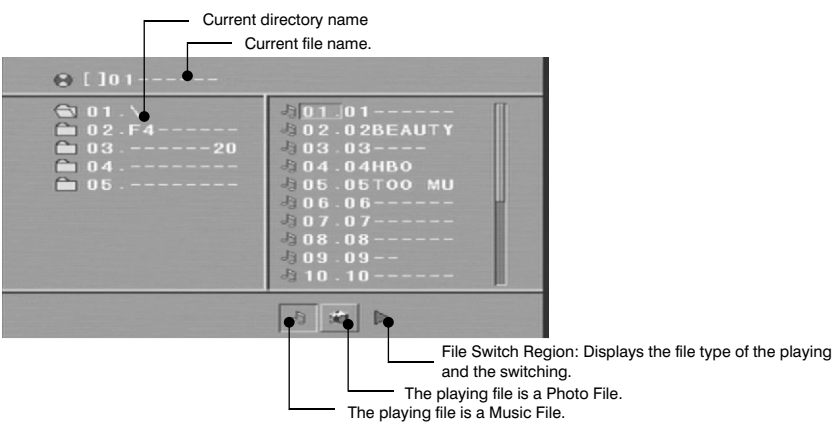 Current directory name
Current file name.
[ ]01-------
01.\
02.F4------
03.------20
04.--------
05.--------
01.01------
02.02BEAUTY
03.03----
04.04HBO
05.05TOO MU
06.06------
07.07------
08.08------
09.09--
10.10------
File Switch Region: Displays the file type of the playing
and the switching.
The playing file is a Photo File.
The playing file is a Music File.